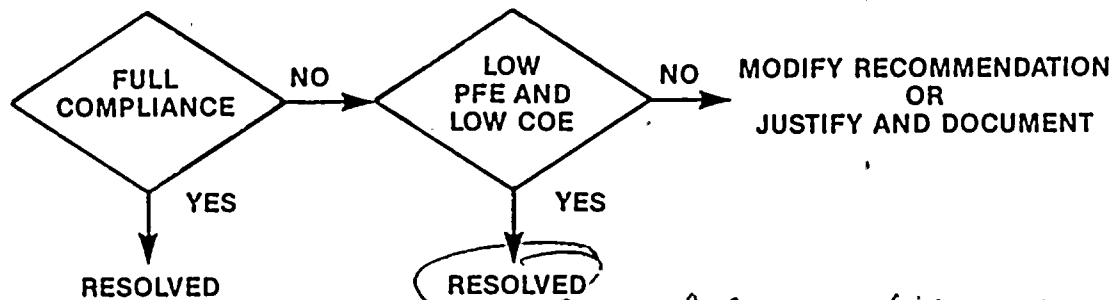 FULL
COMPLIANCE
NO
LOW
PFE AND
LOW COE
NO
MODIFY RECOMMENDATION
OR
JUSTIFY AND DOCUMENT
YES
RESOLVED
YES
RESOLVED